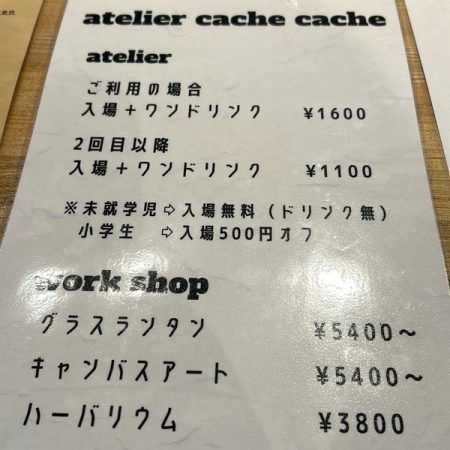 atelier cache cache
atelier
ご利用の場合
入場＋ワンドリンク ¥1600
2回目以降
入場＋ワンドリンク ¥1100
※未就学児⇨入場無料（ドリンク無）
小学生 ⇨入場500円オフ
work shop
グラスランタン ¥5400〜
キャンバスアート ¥5400〜
ハーバリウム ¥3800